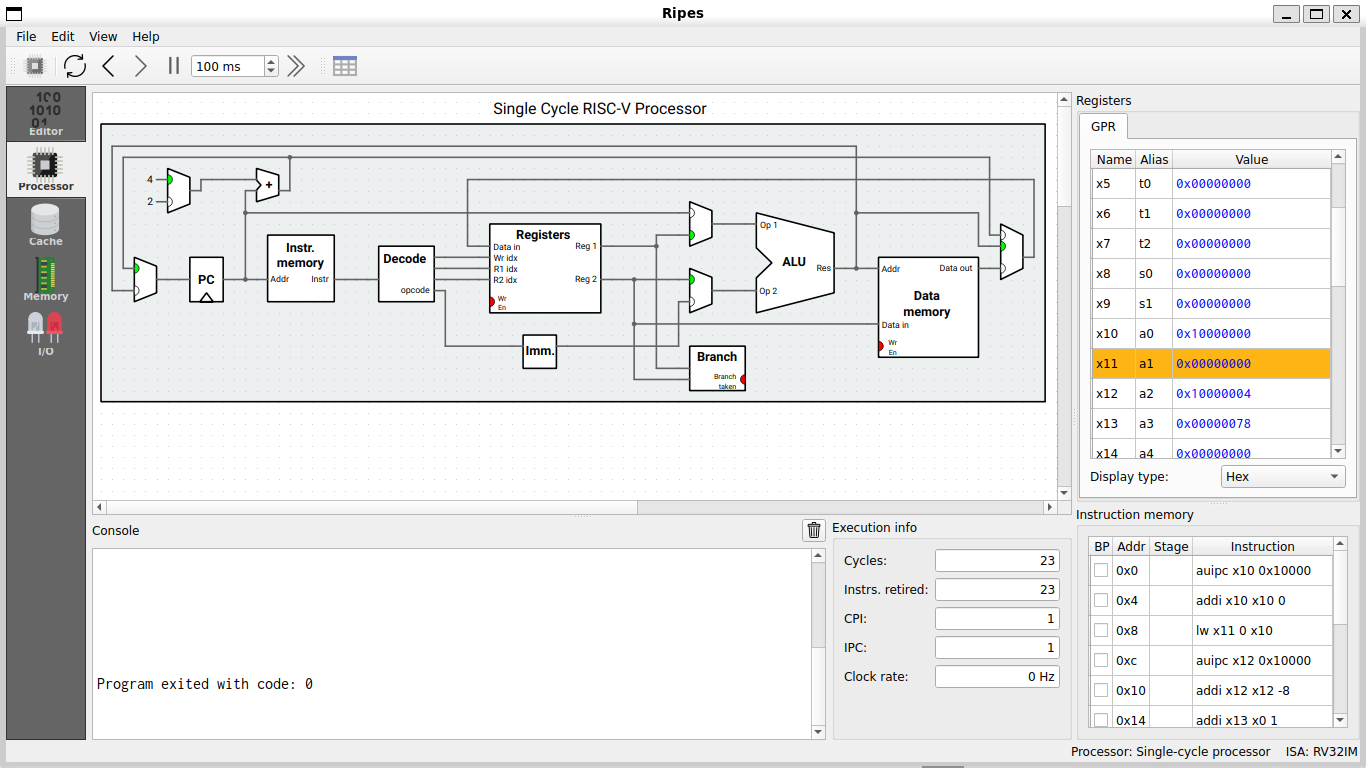 Ripes
File Edit View Help
100 ms
Editor
Processor
Cache
Memory
I/O
Single Cycle RISC-V Processor
4
2
+
PC
Instr. memory
Addr Instr
Decode
opcode
Registers
Data in
Wr idx
R1 idx
R2 idx
Wr En
Reg 1
Reg 2
Imm.
Op 1
Op 2
ALU
Res
Branch
Branch taken
Addr
Data out
Data memory
Data in
Wr En
Registers
GPR
Name Alias Value
x5 t0 0x00000000
x6 t1 0x00000000
x7 t2 0x00000000
x8 s0 0x00000000
x9 s1 0x00000000
x10 a0 0x10000000
x11 a1 0x00000000
x12 a2 0x10000004
x13 a3 0x00000078
x14 a4 0x00000000
Display type: Hex
Console
Program exited with code: 0
Execution info
Cycles: 23
Instrs. retired: 23
CPI: 1
IPC: 1
Clock rate: 0 Hz
Instruction memory
BP Addr Stage Instruction
0x0 auipc x10 0x10000
0x4 addi x10 x10 0
0x8 lw x11 0 x10
0xc auipc x12 0x10000
0x10 addi x12 x12 -8
0x14 addi x13 x0 1
Processor: Single-cycle processor ISA: RV32IM